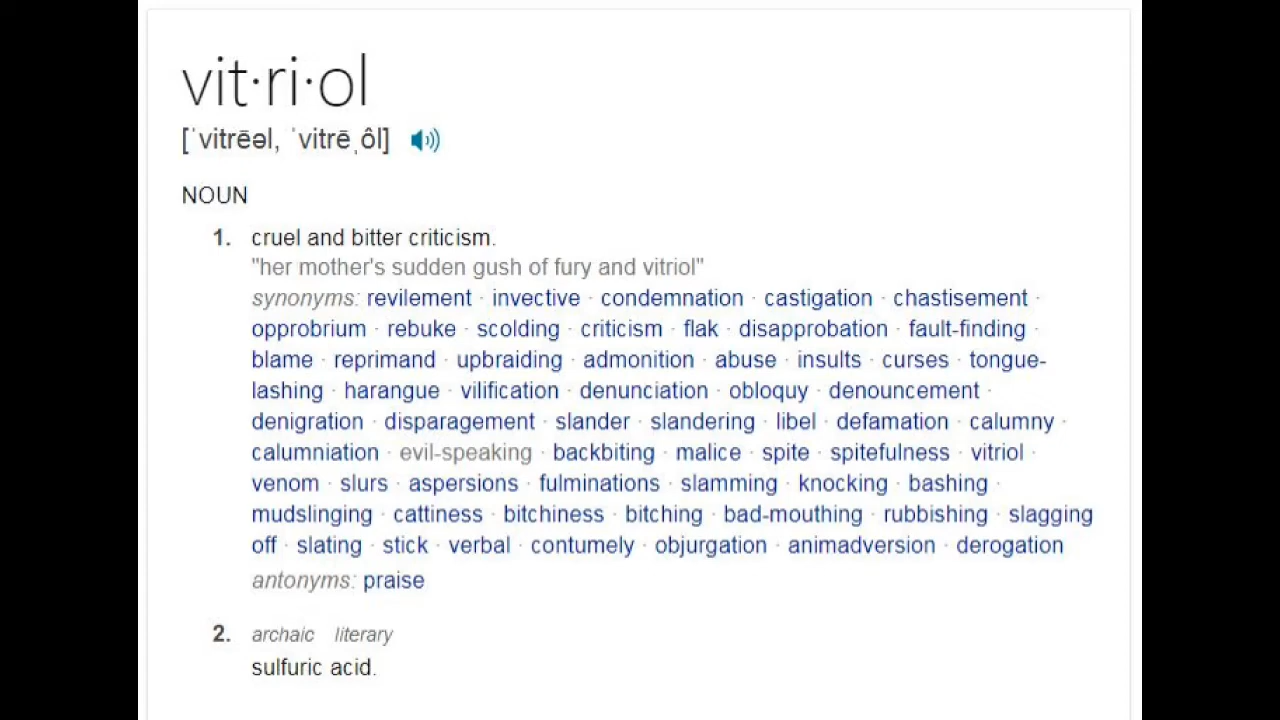 vit·ri·ol
[ˈvitrēəl, ˈvitrēˌôl]
NOUN
1. cruel and bitter criticism.
"her mother's sudden gush of fury and vitriol"
synonyms: revilement · invective · condemnation · castigation · chastisement ·
opprobrium · rebuke · scolding · criticism · flak · disapprobation · fault-finding ·
blame · reprimand · upbraiding · admonition · abuse · insults · curses · tongue-
lashing · harangue · vilification · denunciation · obloquy · denouncement ·
denigration · disparagement · slander · slandering · libel · defamation · calumny ·
calumniation · evil-speaking · backbiting · malice · spite · spitefulness · vitriol ·
venom · slurs · aspersions · fulminations · slamming · knocking · bashing ·
mudslinging · cattiness · bitchiness · bitching · bad-mouthing · rubbishing · slagging
off · slating · stick · verbal · contumely · objurgation · animadversion · derogation
antonyms: praise
2. archaic literary
sulfuric acid.